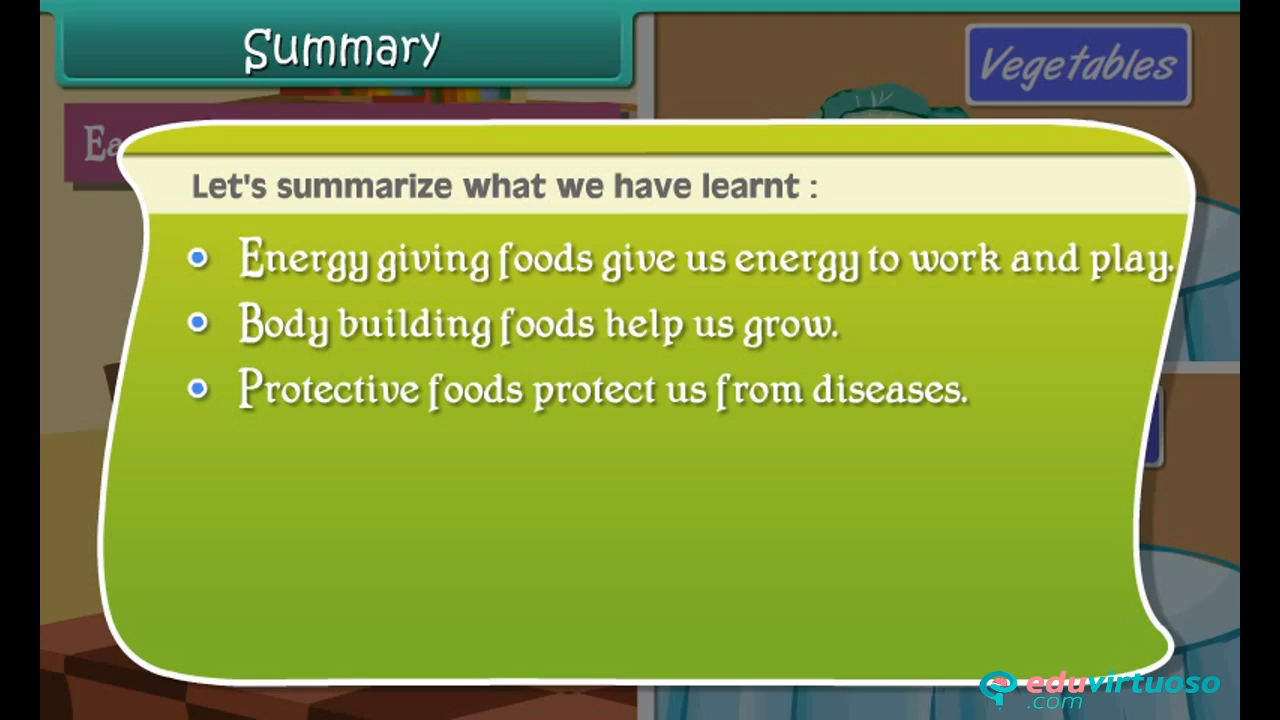 Summary
Vegetables
Let's summarize what we have learnt :
Energy giving foods give us energy to work and play.
Body building foods help us grow.
Protective foods protect us from diseases.
eduvirtuoso
.com